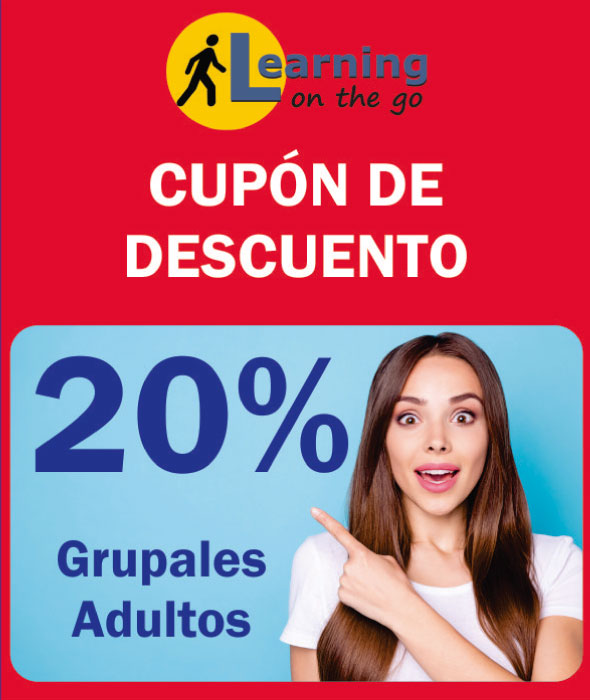 Learning
on the go
CUPÓN DE
DESCUENTO
20%
Grupales
Adultos